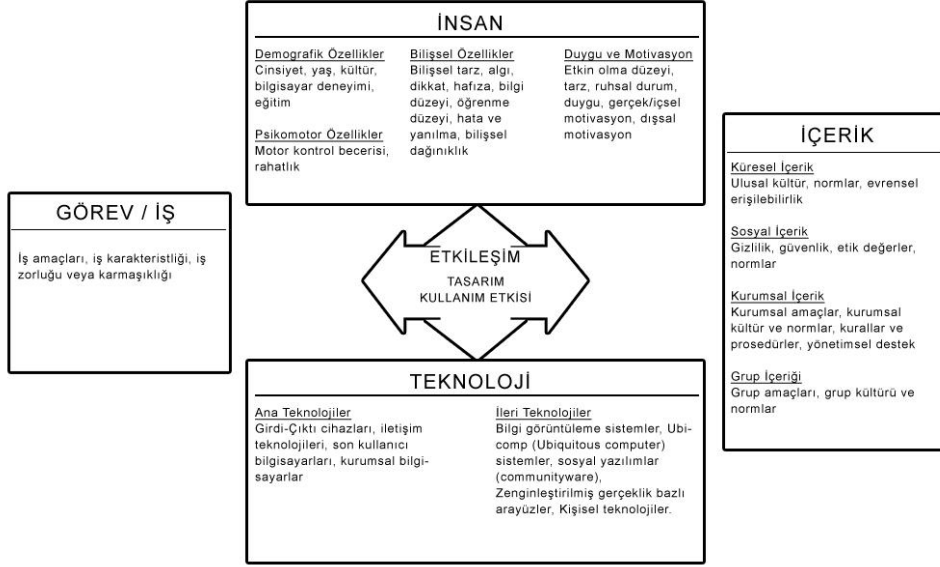 İNSAN
Demografik Özellikler
Cinsiyet, yaş, kültür,
bilgisayar deneyimi,
eğitim
Psikomotor Özellikler
Motor kontrol becerisi,
rahatlık
Bilişsel Özellikler
Bilişsel tarz, algı,
dikkat, hafıza, bilgi
düzeyi, öğrenme
düzeyi, hata ve
yanılma, bilişsel
dağınıklık
Duygu ve Motivasyon
Etkin olma düzeyi,
tarz, ruhsal durum,
duygu, gerçek/içsel
motivasyon, dışsal
motivasyon
GÖREV / İŞ
İş amaçları, iş karakteristliği, iş
zorluğu veya karmaşıklığı
ETKİLEŞİM
TASARIM
KULLANIM ETKİSİ
İÇERİK
Küresel İçerik
Ulusal kültür, normlar, evrensel
erişilebilirlik
Sosyal İçerik
Gizlilik, güvenlik, etik değerler,
normlar
Kurumsal İçerik
Kurumsal amaçlar, kurumsal
kültür ve normlar, kurallar ve
prosedürler, yönetimsel destek
Grup İçeriği
Grup amaçları, grup kültürü ve
normlar
TEKNOLOJİ
Ana Teknolojiler
Girdi-Çıktı cihazları, iletişim
teknolojileri, son kullanıcı
bilgisayarları, kurumsal bilgi-
sayarlar
İleri Teknolojiler
Bilgi görüntüleme sistemler, Ubi-
comp (Ubiquitous computer)
sistemler, sosyal yazılımlar
(communityware),
Zenginleştirilmiş gerçeklik bazlı
arayüzler, Kişisel teknolojiler.